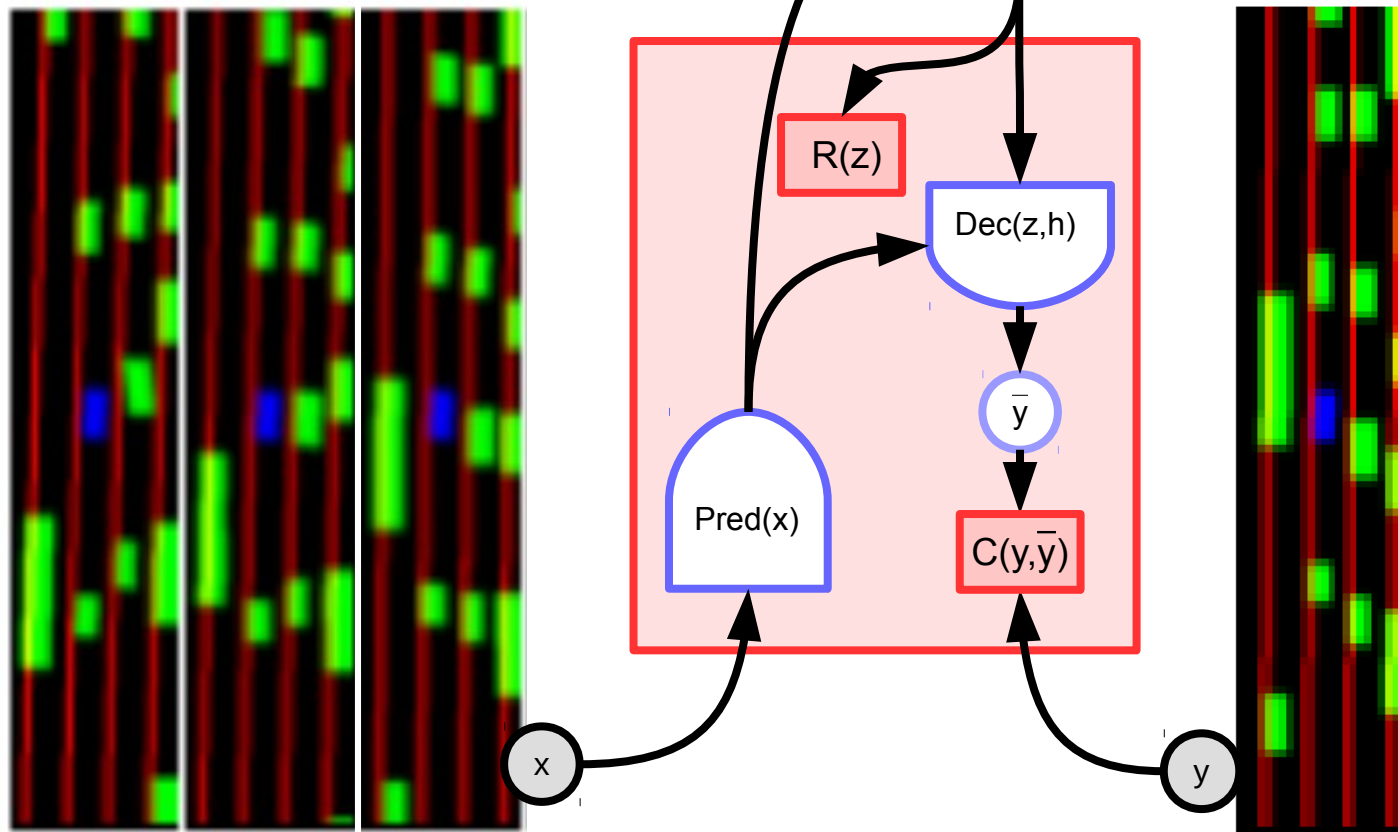 R(z)
Dec(z,h)
y̅
Pred(x)
C(y,y̅)
x
y